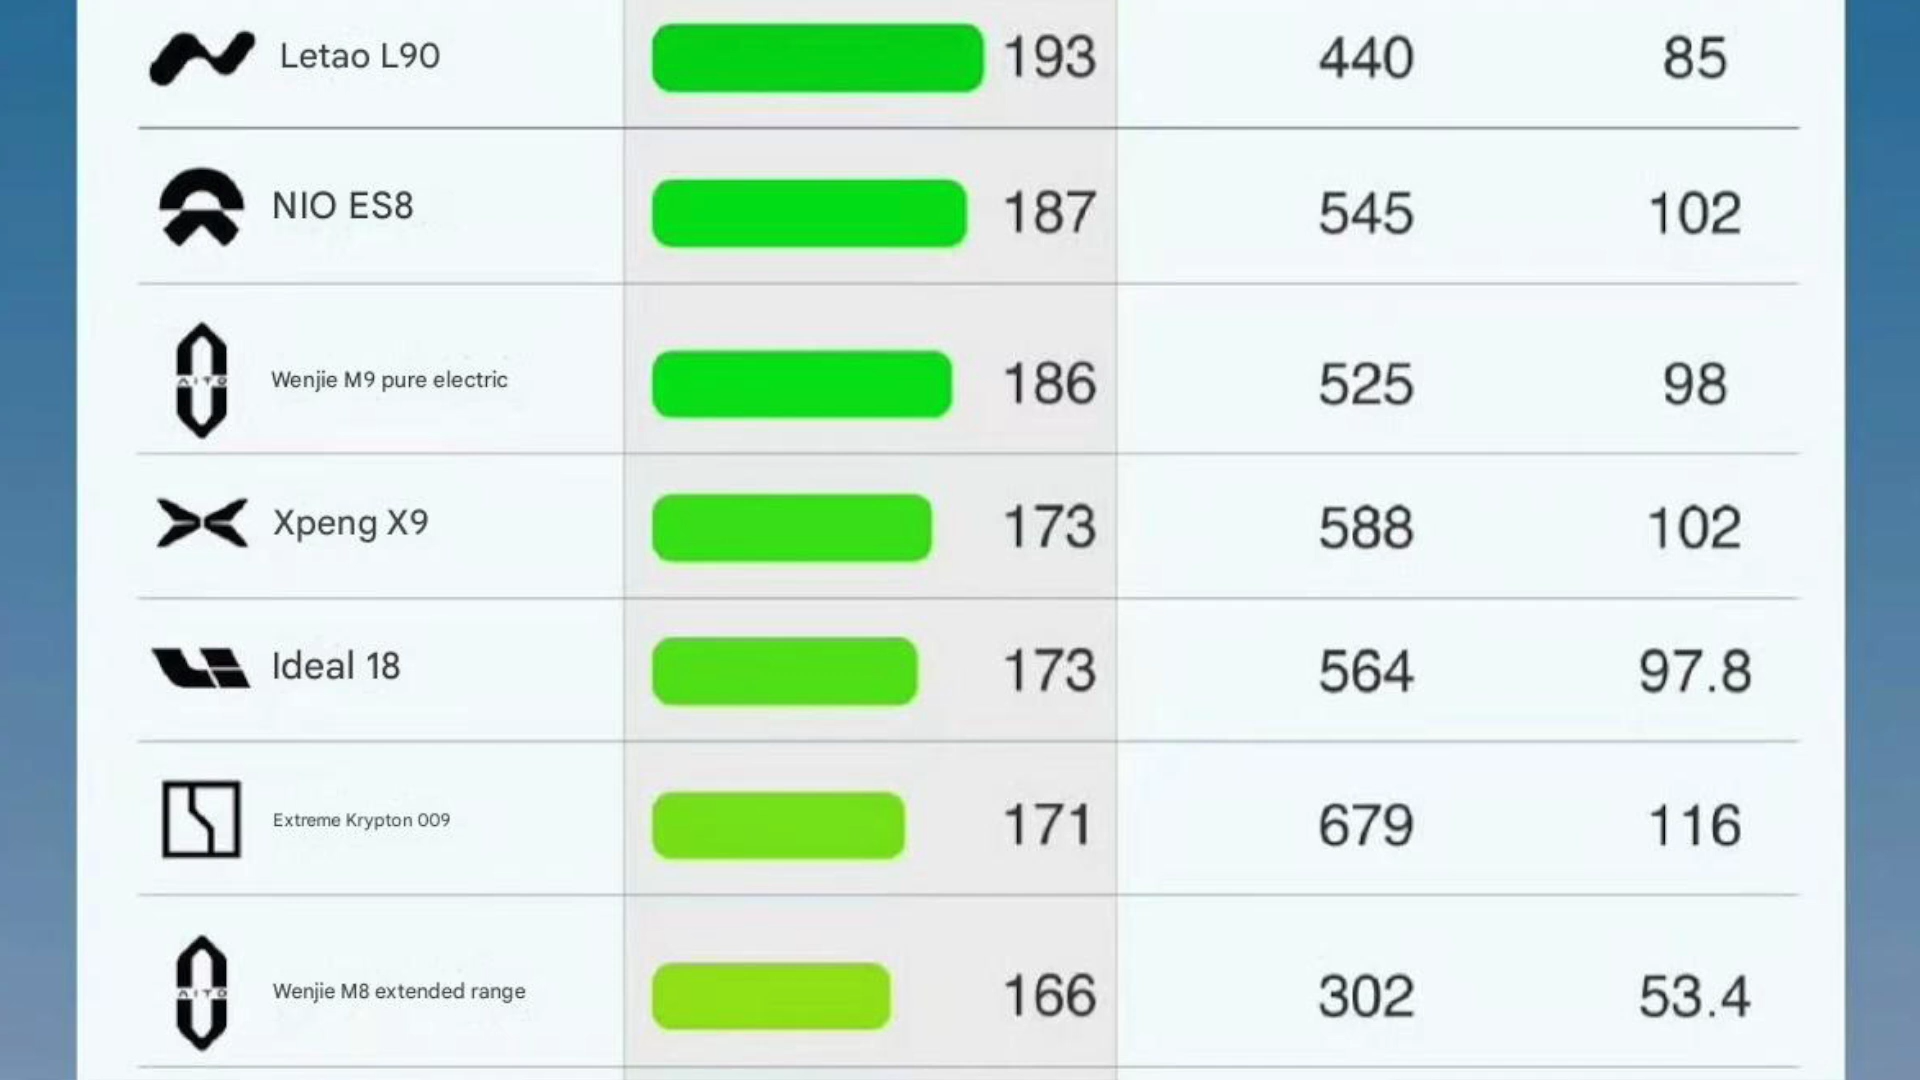 Letao L90 193 440 85
NIO ES8 187 545 102
AITO
Wenjie M9 pure electric 186 525 98
Xpeng X9 173 588 102
Ideal 18 173 564 97.8
Extreme Krypton 009 171 679 116
AITO
Wenjie M8 extended range 166 302 53.4